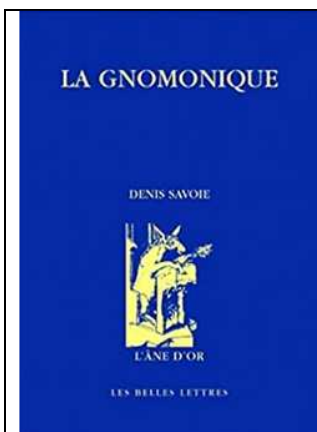 LA GNOMONIQUE
DENIS SAVOIE
L'ÂNE D'OR
LES BELLES LETTRES